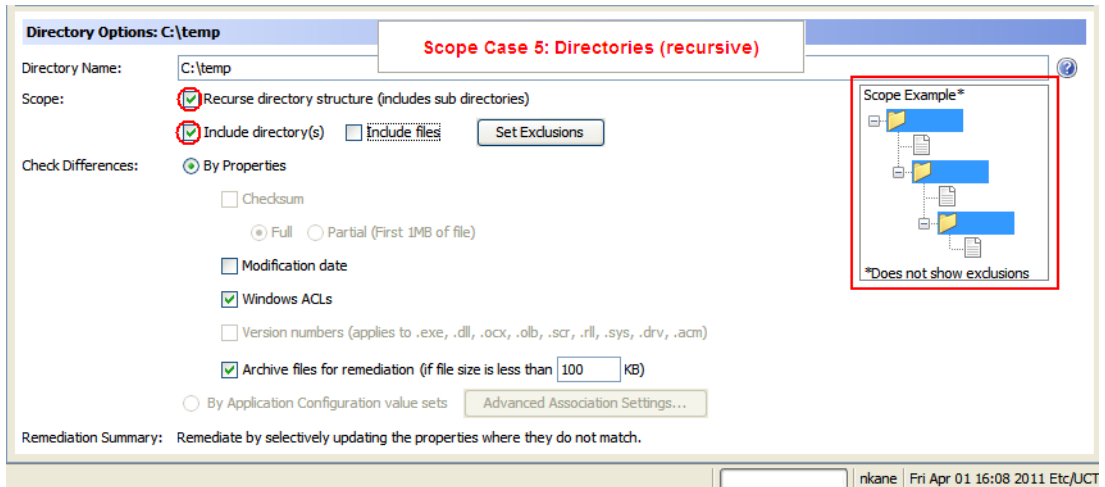 Directory Options: C:\temp
Scope Case 5: Directories (recursive)
Directory Name: C:\temp
Scope: Recurse directory structure (includes sub directories)
Include directory(s) Include files Set Exclusions
Scope Example*
*Does not show exclusions
Check Differences: By Properties
Checksum
Full Partial (First 1MB of file)
Modification date
Windows ACLs
Version numbers (applies to .exe, .dll, .ocx, .olb, .scr, .rll, .sys, .drv, .acm)
Archive files for remediation (if file size is less than 100 KB)
By Application Configuration value sets Advanced Association Settings...
Remediation Summary: Remediate by selectively updating the properties where they do not match.
nkane Fri Apr 01 16:08 2011 Etc/UCT